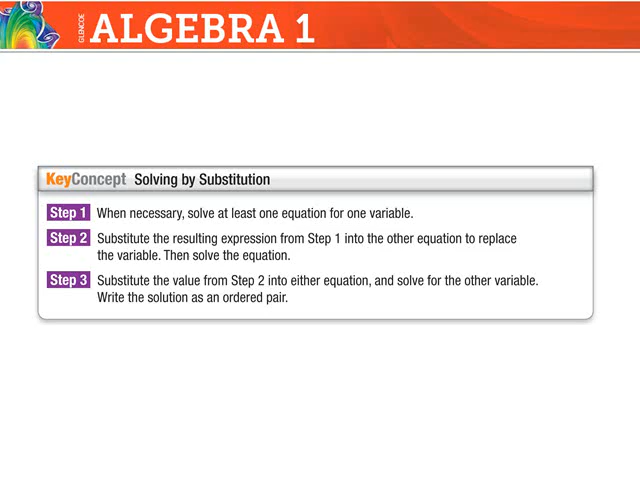 GLENCOE
ALGEBRA 1
KeyConcept Solving by Substitution
Step 1 When necessary, solve at least one equation for one variable.
Step 2 Substitute the resulting expression from Step 1 into the other equation to replace
the variable. Then solve the equation.
Step 3 Substitute the value from Step 2 into either equation, and solve for the other variable.
Write the solution as an ordered pair.